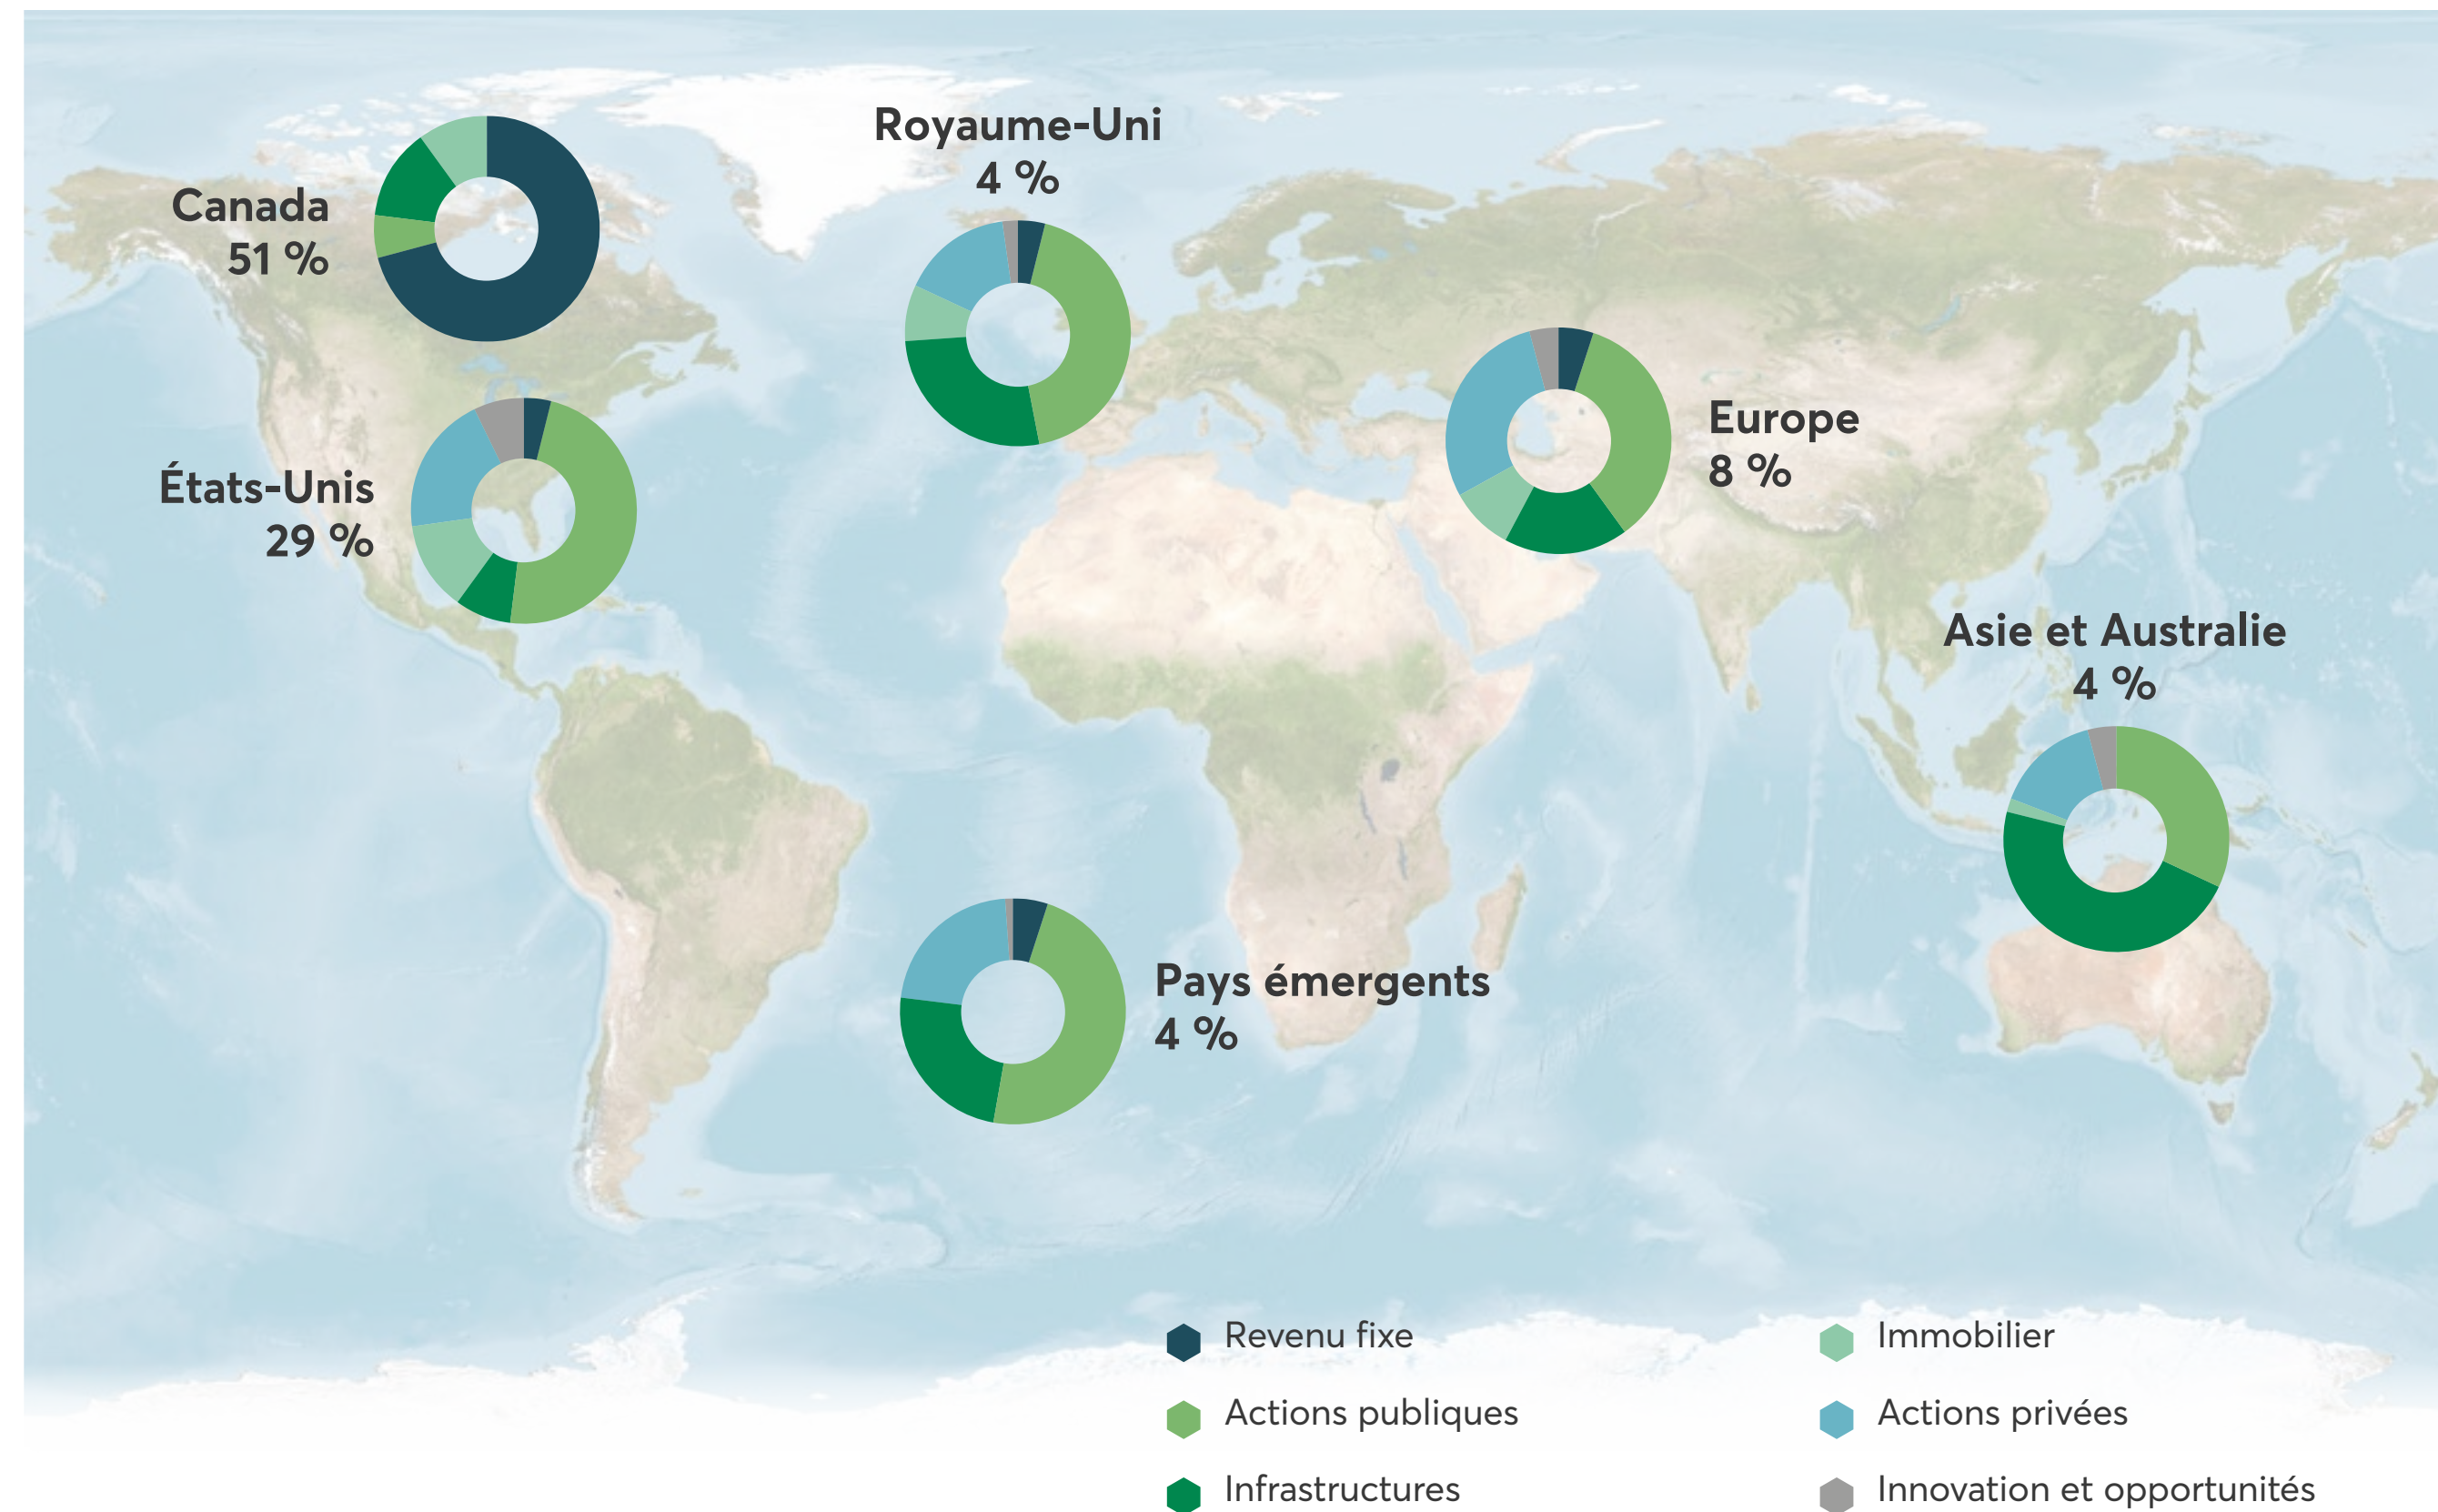 Royaume-Uni
4 %
Canada
51 %
Europe
8 %
États-Unis
29 %
Asie et Australie
4 %
Pays émergents
4 %
Revenu fixe
Actions publiques
Infrastructures
Immobilier
Actions privées
Innovation et opportunités